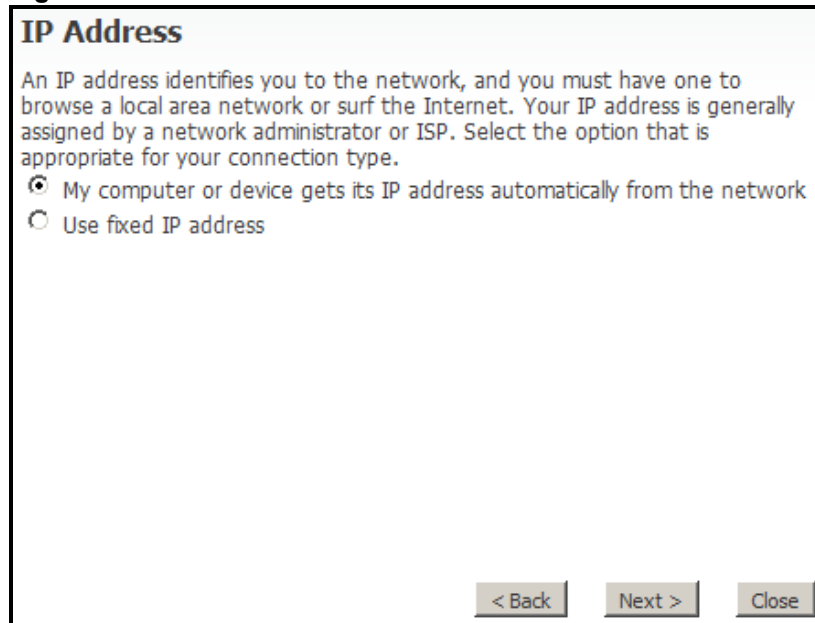 IP Address
An IP address identifies you to the network, and you must have one to
browse a local area network or surf the Internet. Your IP address is generally
assigned by a network administrator or ISP. Select the option that is
appropriate for your connection type.
My computer or device gets its IP address automatically from the network
Use fixed IP address
< Back Next > Close